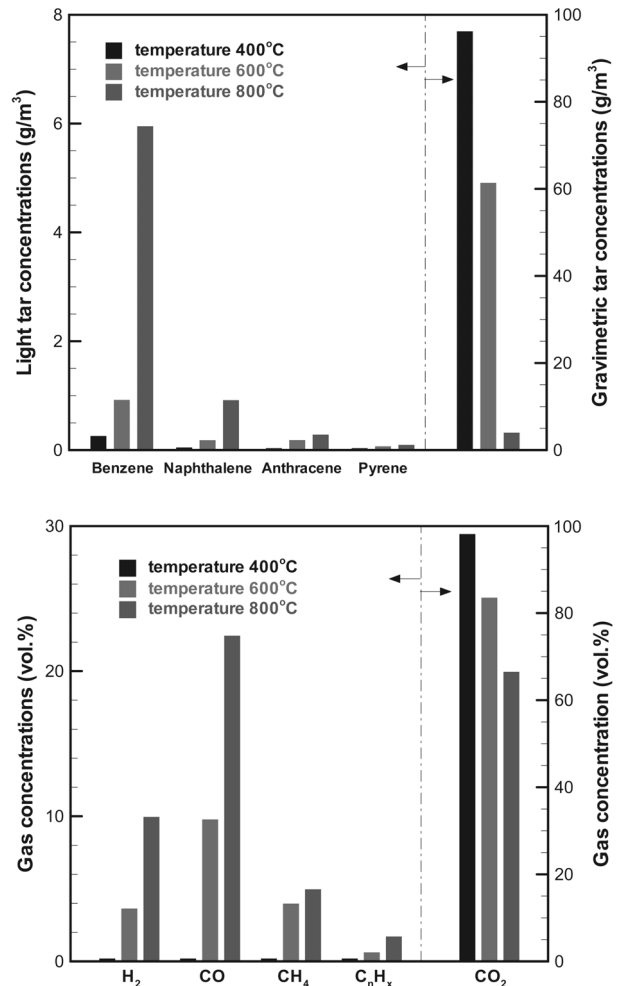 Light tar concentrations (g/m³)
8
6
4
2
0
temperature 400°C
temperature 600°C
temperature 800°C
Benzene Naphthalene Anthracene Pyrene
100
80
60
40
20
0
Gravimetric tar concentrations (g/m³)
Gas concentrations (vol.%)
30
20
10
0
temperature 400°C
temperature 600°C
temperature 800°C
H₂ CO CH₄ CₙHₓ CO₂
100
80
60
40
20
0
Gas concentration (vol.%)